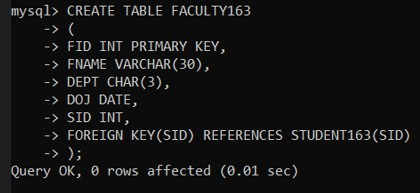 mysql> CREATE TABLE FACULTY163
-> (
-> FID INT PRIMARY KEY,
-> FNAME VARCHAR(30),
-> DEPT CHAR(3),
-> DOJ DATE,
-> SID INT,
-> FOREIGN KEY(SID) REFERENCES STUDENT163(SID)
-> );
Query OK, 0 rows affected (0.01 sec)